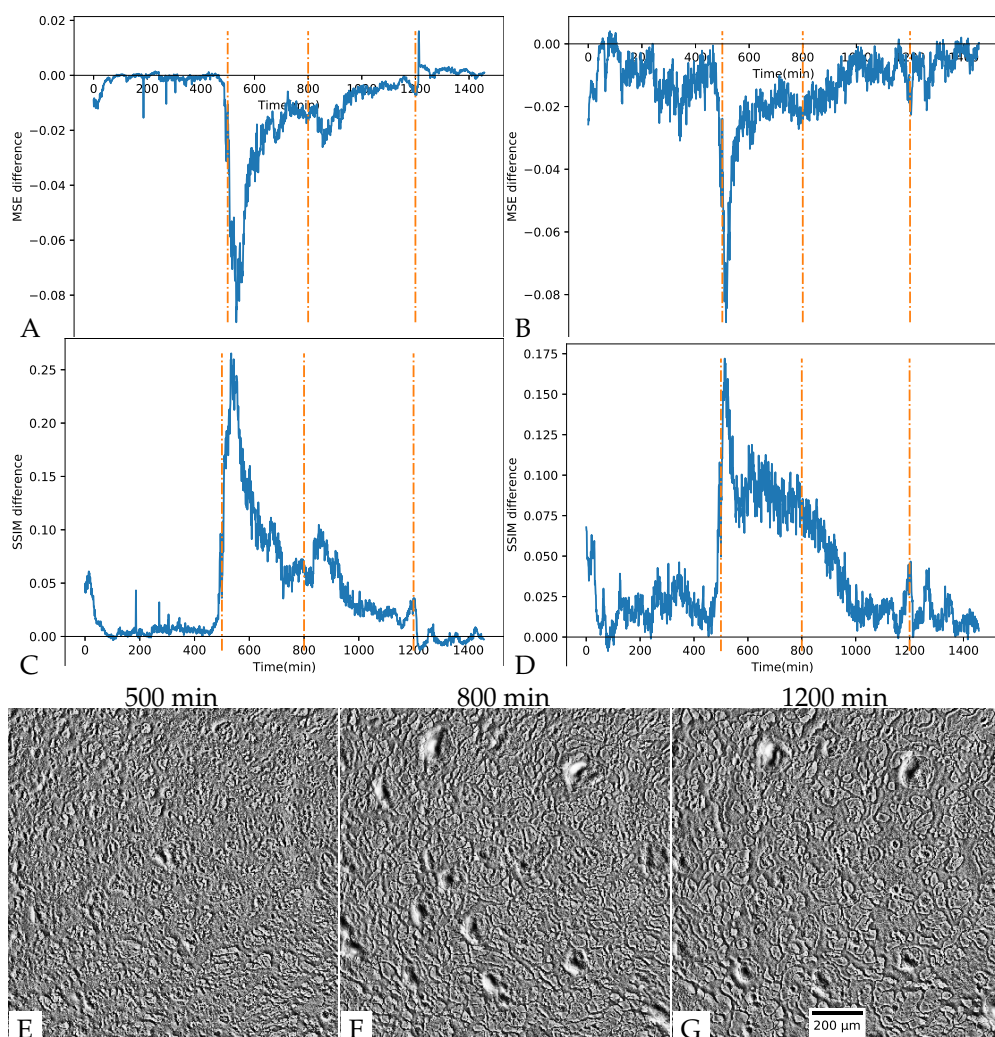 0.02
0.00
−0.02
−0.04
−0.06
−0.08
MSE difference
0 200 400 600 800 1000 1200 1400
Time(min)
A
0.00
−0.02
−0.04
−0.06
−0.08
MSE difference
0 200 400 600 800 1000 1200 1400
Time(min)
B
0.25
0.20
0.15
0.10
0.05
0.00
SSIM difference
0 200 400 600 800 1000 1200 1400
Time(min)
C
0.175
0.150
0.125
0.100
0.075
0.050
0.025
0.000
SSIM difference
0 200 400 600 800 1000 1200 1400
Time(min)
D
500 min 800 min 1200 min
E F G
200 µm